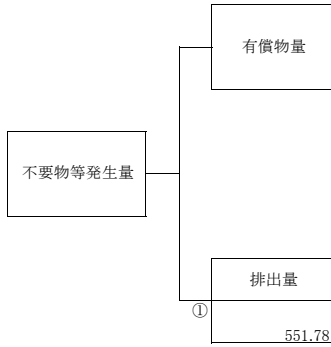 有償物量
不要物等発生量
排出量
①
551.78